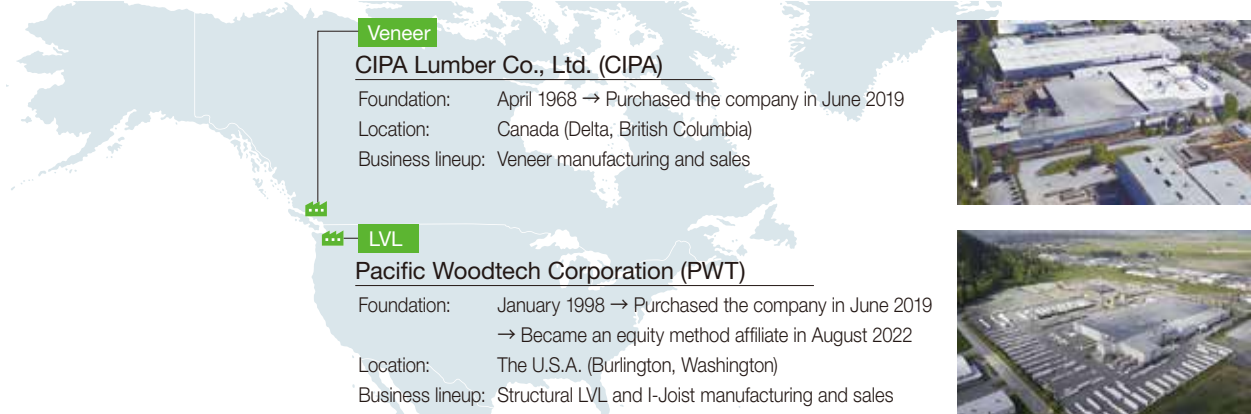 Veneer
CIPA Lumber Co., Ltd. (CIPA)
Foundation: April 1968 → Purchased the company in June 2019
Location: Canada (Delta, British Columbia)
Business lineup: Veneer manufacturing and sales
LVL
Pacific Woodtech Corporation (PWT)
Foundation: January 1998 → Purchased the company in June 2019
→ Became an equity method affiliate in August 2022
Location: The U.S.A. (Burlington, Washington)
Business lineup: Structural LVL and I-Joist manufacturing and sales